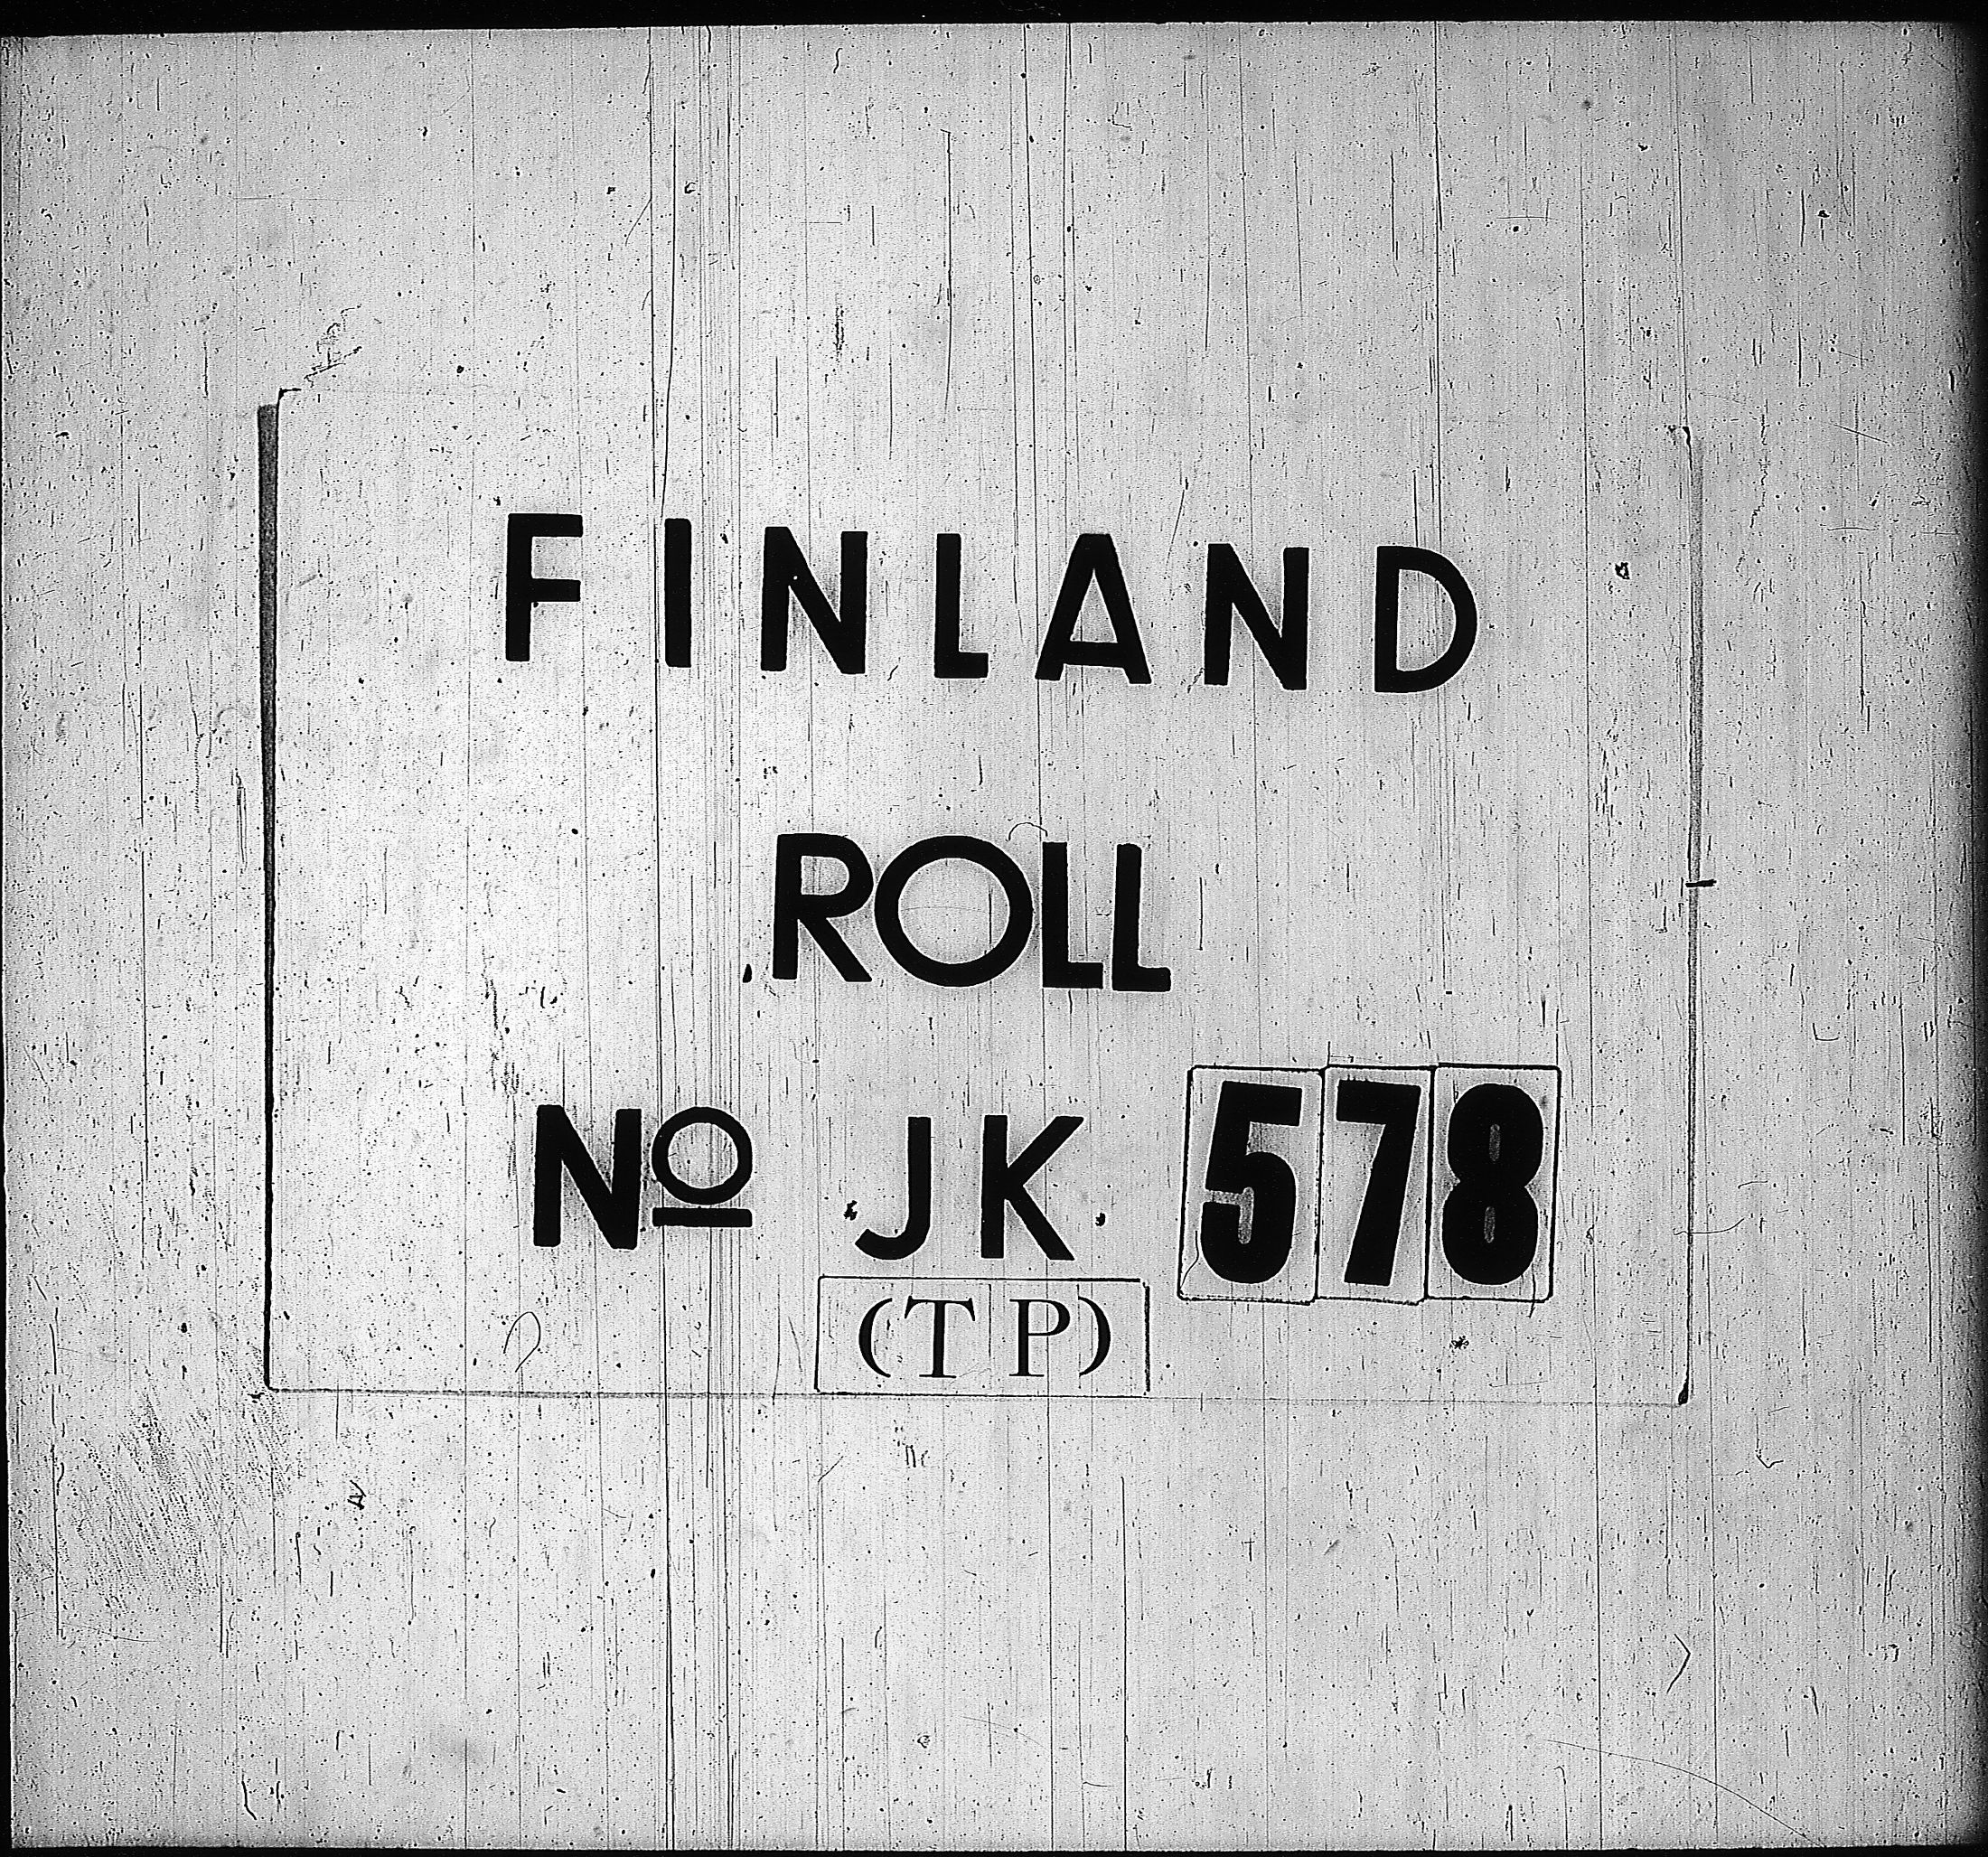 FINLAND
ROLL
Nº JK 578
(TP)